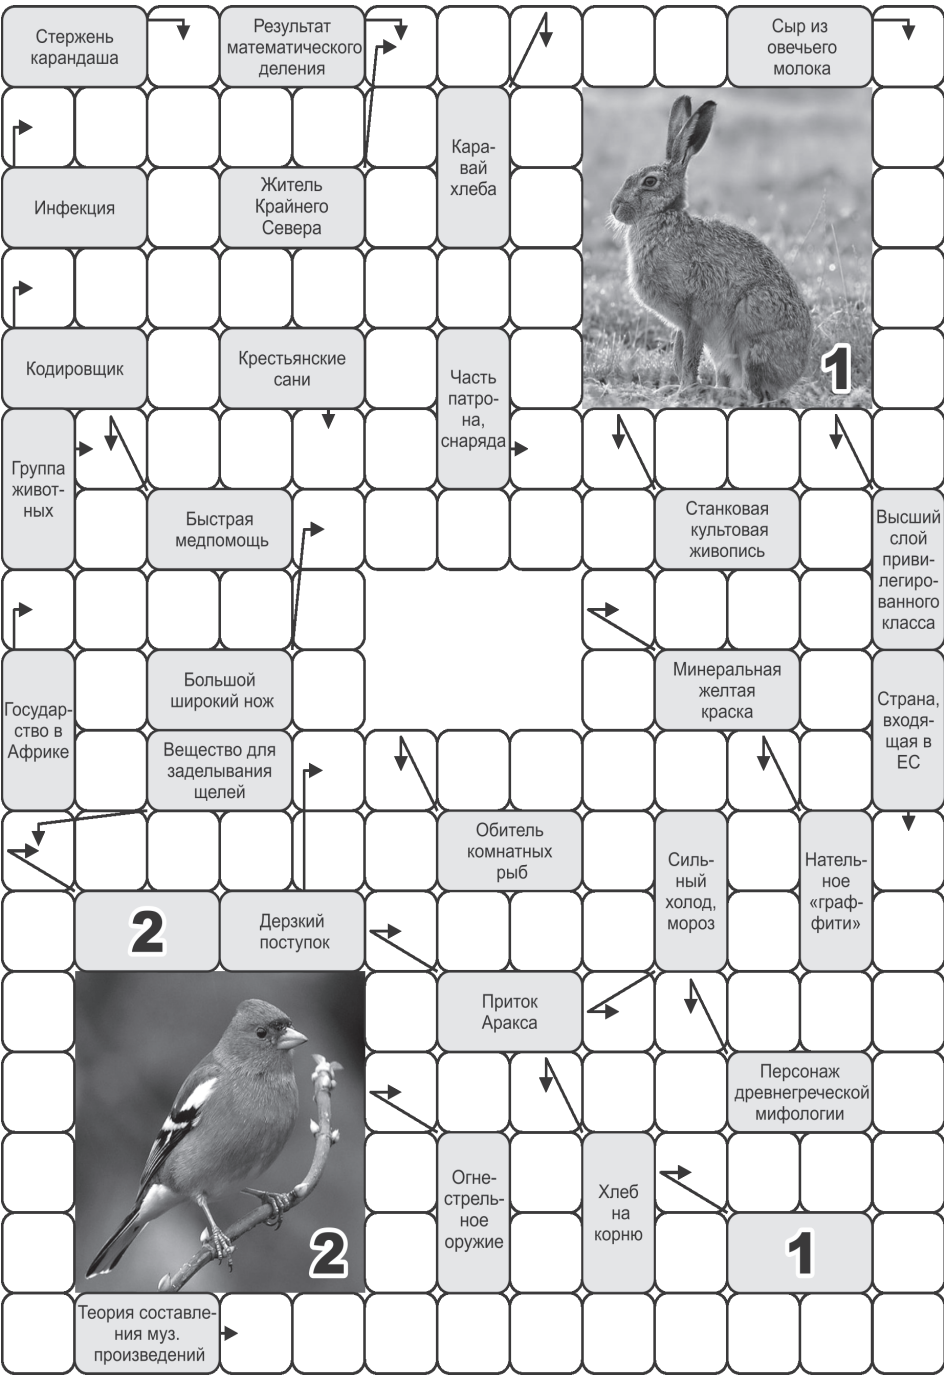 Стержень
карандаша
Результат
математического
деления
Сыр из
овечьего
молока
Кара-
вай
хлеба
Инфекция
Житель
Крайнего
Севера
Кодировщик
Крестьянские
сани
Часть
патро-
на,
снаряда
1
Группа
живот-
ных
Быстрая
медпомощь
Станковая
культовая
живопись
Высший
слой
приви-
легиро-
ванного
класса
Государ-
ство в
Африке
Большой
широкий нож
Минеральная
желтая
краска
Страна,
входя-
щая в
ЕС
Вещество для
заделывания
щелей
Обитель
комнатных
рыб
Силь-
ный
холод,
мороз
Натель-
ное
«граф-
фити»
2
Дерзкий
поступок
Приток
Аракса
Персонаж
древнегреческой
мифологии
Огне-
стрель-
ное
оружие
Хлеб
на
корню
2
1
Теория составле-
ния муз.
произведений